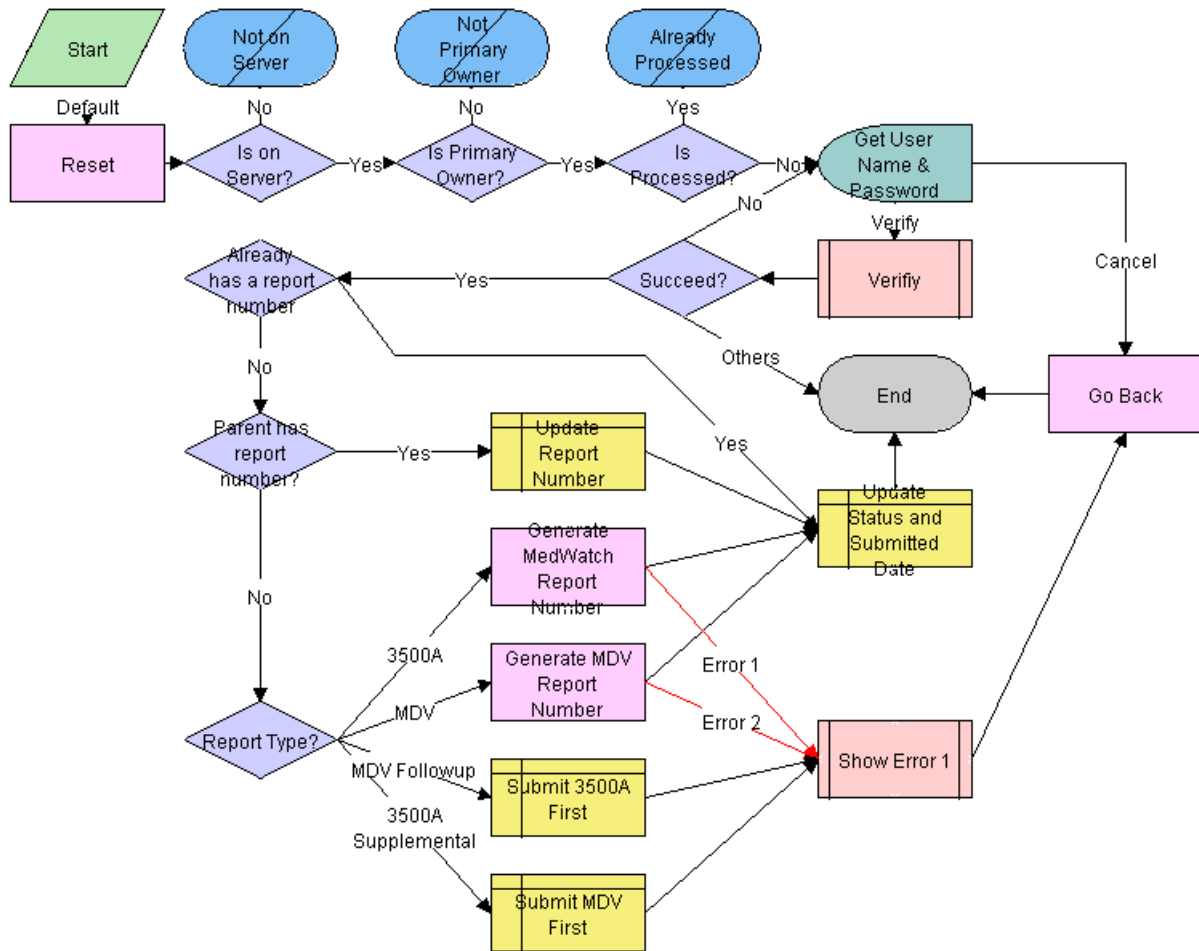 Start
Not on
Server
Not
Primary
Owner
Already
Processed
Default
No
No
Yes
Reset
Is on
Server?
Yes
Is Primary
Owner?
Yes
Is
Processed?
No
Get User
Name &
Password
No
Verify
Cancel
Already
has a report
number
Yes
Succeed?
Verifiy
No
Others
End
Go Back
Parent has
report
number?
Yes
Update
Report
Number
Yes
Update
Status and
Submitted
Date
No
Generate
MedWatch
Report
Number
3500A
Error 1
Generate MDV
Report
Number
MDV
Error 2
Report Type?
Show Error 1
MDV Followup
Submit 3500A
First
3500A
Supplemental
Submit MDV
First